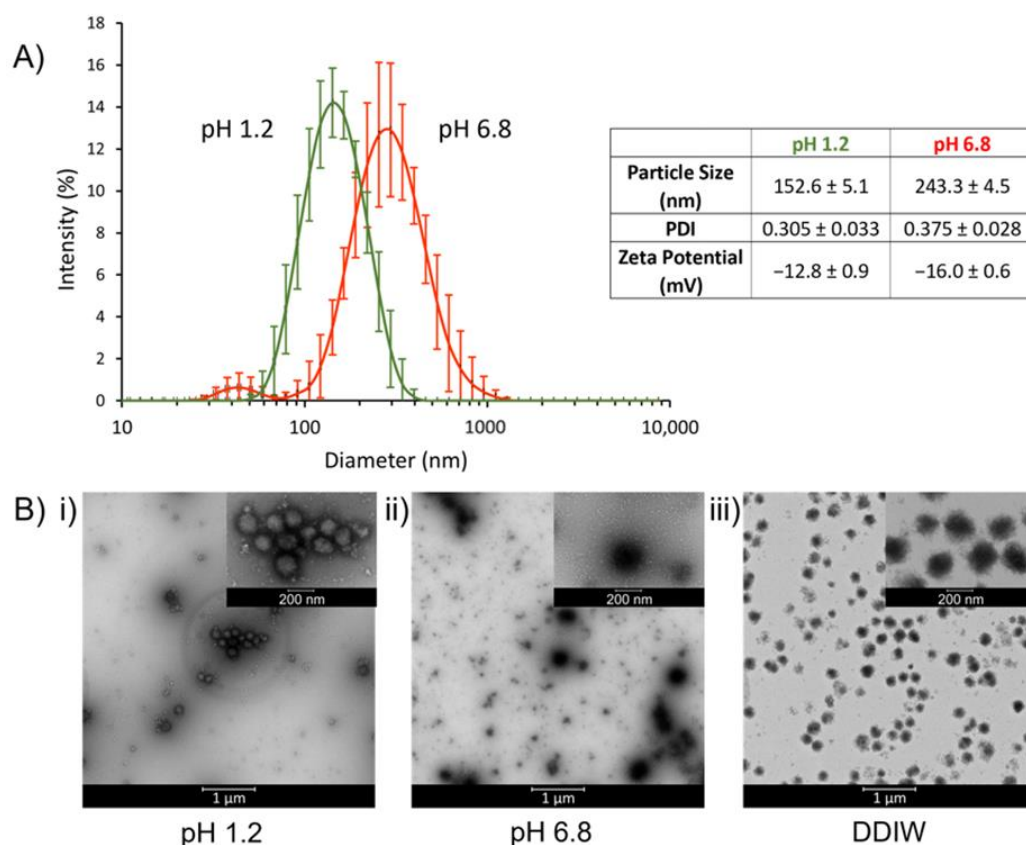 A)
18
16
14
12
10
8
6
4
2
0
Intensity (%)
pH 1.2
pH 6.8
10
100
1000
10,000
Diameter (nm)
pH 1.2 pH 6.8
Particle Size (nm) 152.6 ± 5.1 243.3 ± 4.5
PDI 0.305 ± 0.033 0.375 ± 0.028
Zeta Potential (mV) −12.8 ± 0.9 −16.0 ± 0.6
B) i)
200 nm
1 µm
pH 1.2
ii)
200 nm
1 µm
pH 6.8
iii)
200 nm
1 µm
DDIW